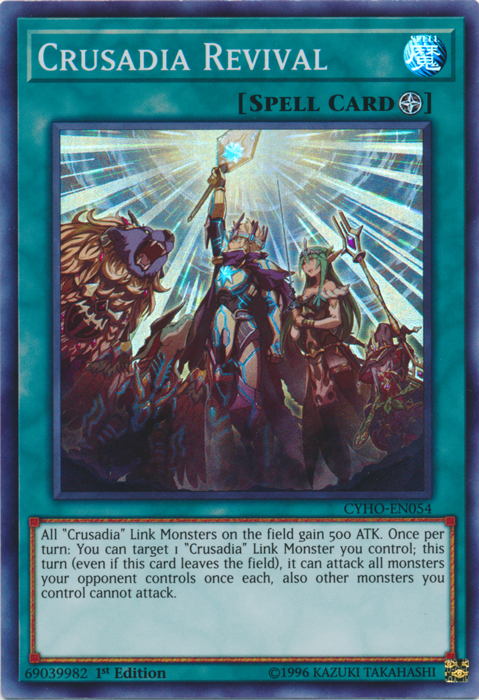 CRUSADIA REVIVAL
SPELL
魔
[SPELL CARD]
CYHO-EN054
All "Crusadia" Link Monsters on the field gain 500 ATK. Once per
turn: You can target 1 "Crusadia" Link Monster you control; this
turn (even if this card leaves the field), it can attack all monsters
your opponent controls once each, also other monsters you
control cannot attack.
69039982 1st Edition ©1996 KAZUKI TAKAHASHI